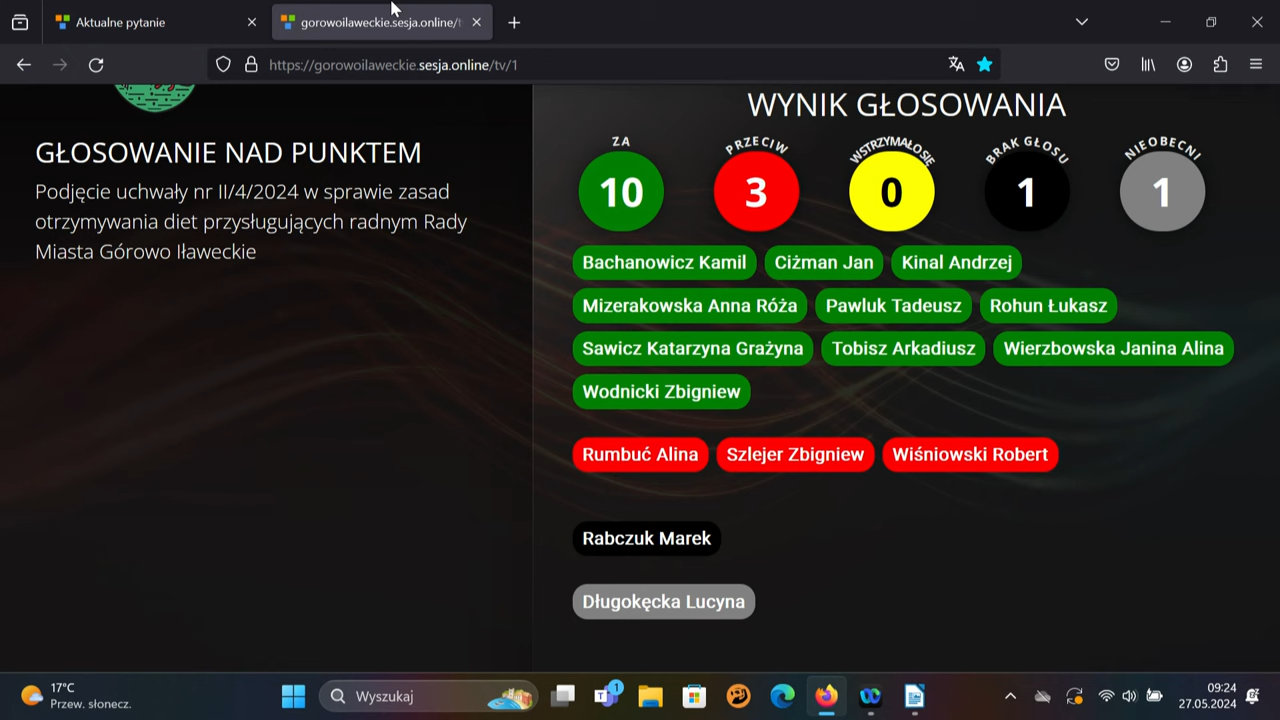 Aktualne pytanie
gorowoilaweckie.sesja.online/t
https://gorowoilaweckie.sesja.online/tv/1
GŁOSOWANIE NAD PUNKTEM
Podjęcie uchwały nr II/4/2024 w sprawie zasad
otrzymywania diet przysługujących radnym Rady
Miasta Górowo Iławeckie
WYNIK GŁOSOWANIA
ZA PRZECIW WSTRZYMAŁO SIĘ BRAK GŁOSU NIEOBECNI
10 3 0 1 1
Bachanowicz Kamil Ciżman Jan Kinal Andrzej
Mizerakowska Anna Róża Pawluk Tadeusz Rohun Łukasz
Sawicz Katarzyna Grażyna Tobisz Arkadiusz Wierzbowska Janina Alina
Wodnicki Zbigniew
Rumbuć Alina Szlejer Zbigniew Wiśniowski Robert
Rabczuk Marek
Długokęcka Lucyna
17°C
Przew. słonecz.
Wyszukaj
1
09:24
27.05.2024